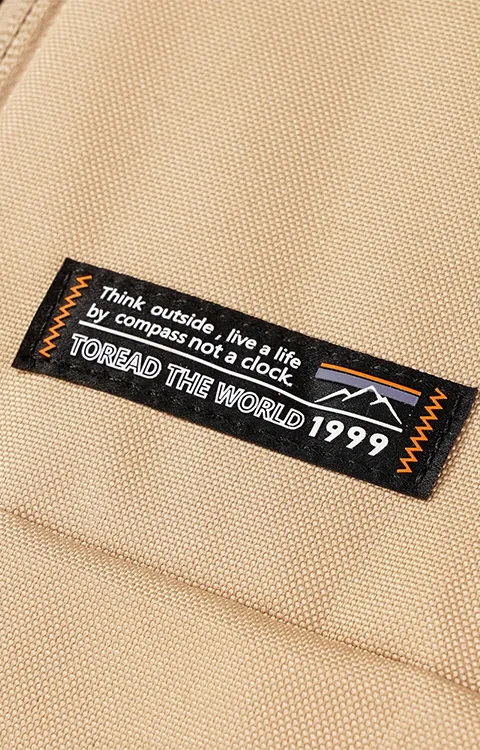 Think outside, live a life
by compass not a clock.
TOREAD THE WORLD 1999